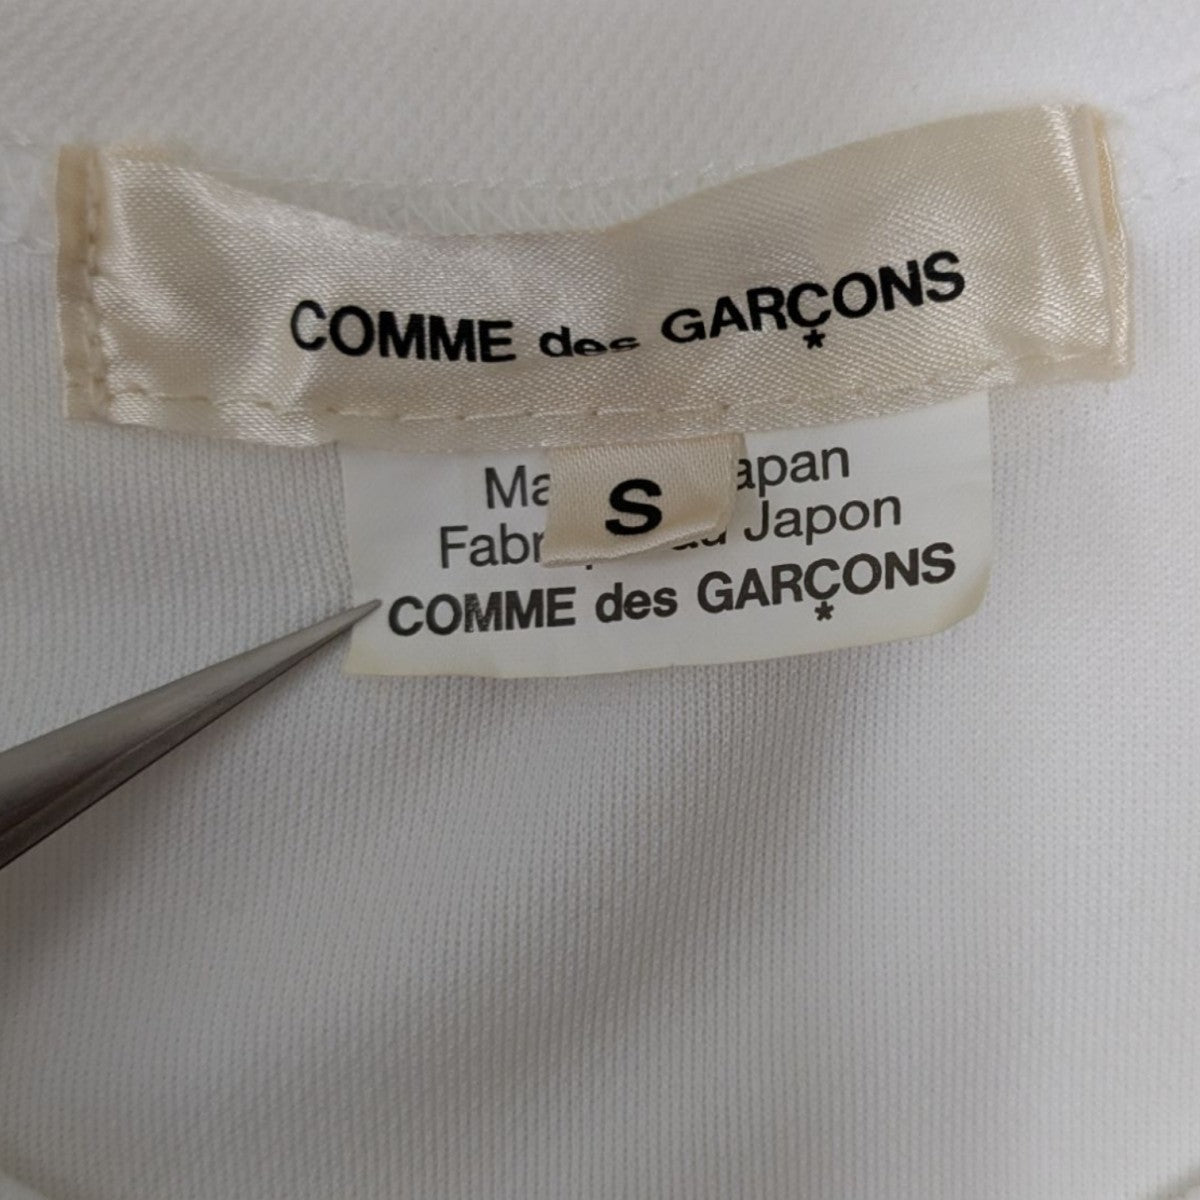 COMME des GARÇONS
*
S
Ma apan
Fabr au Japon
COMME des GARÇONS
*